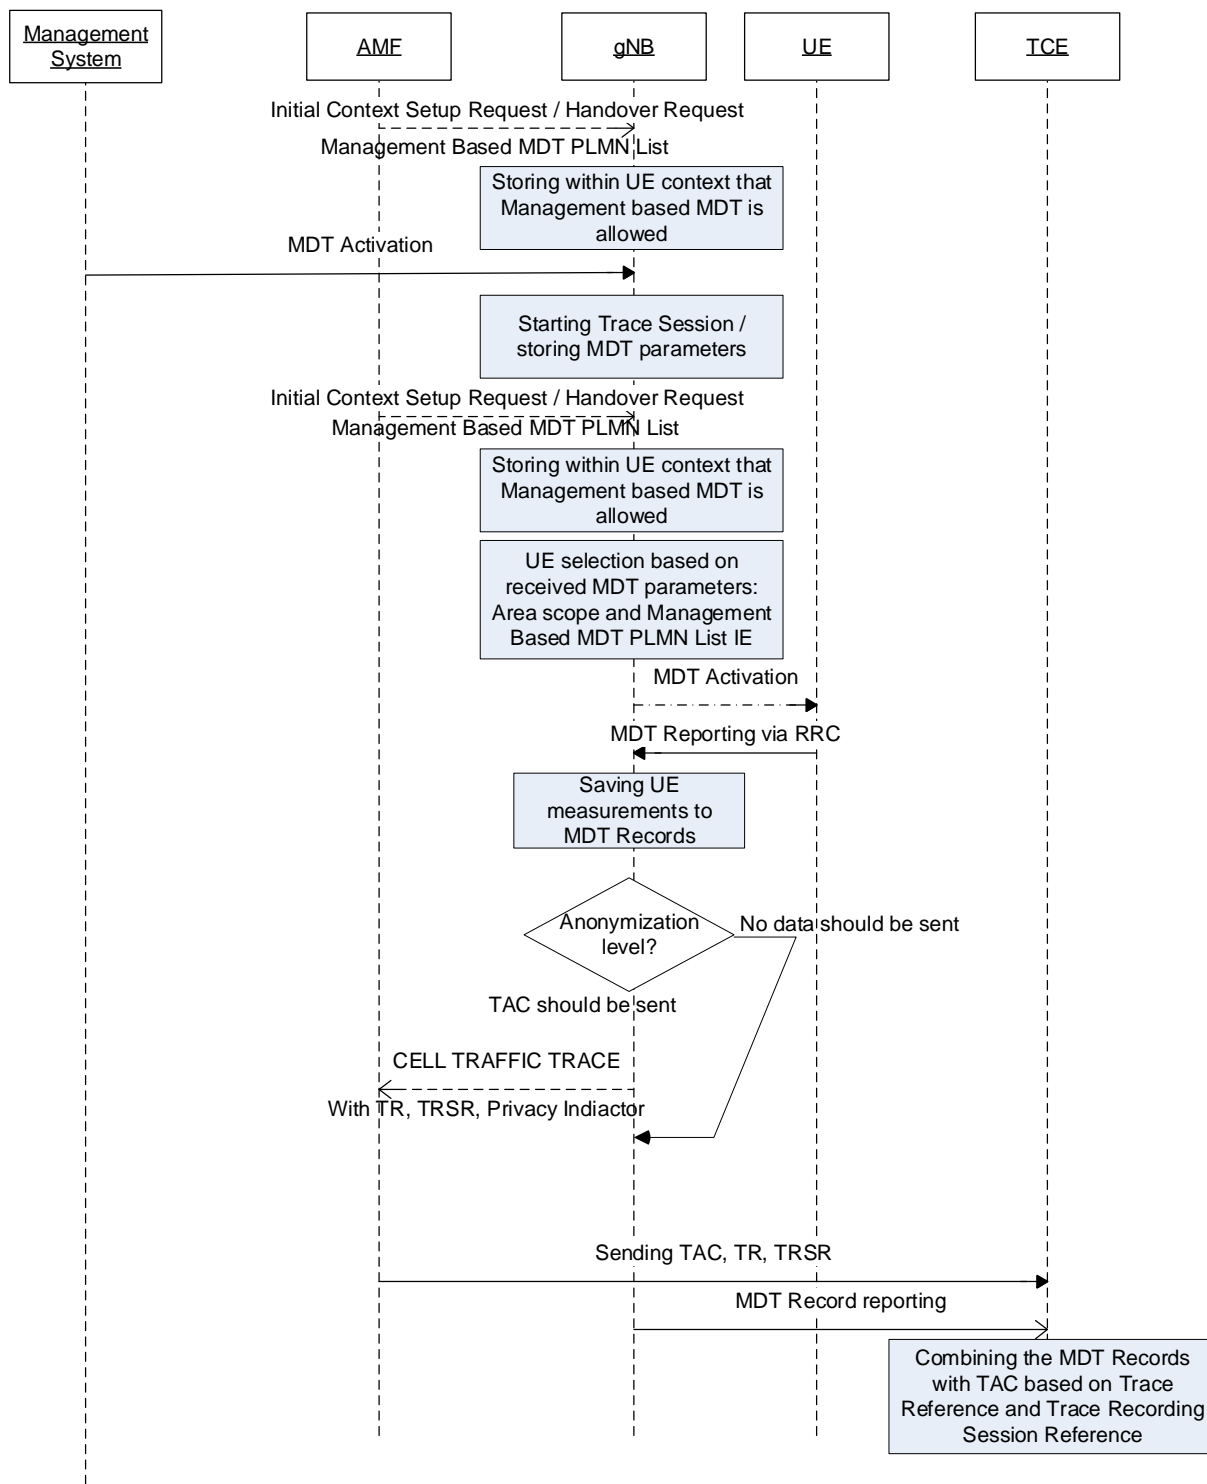 Management
System
AMF
gNB
UE
TCE
Initial Context Setup Request / Handover Request
Management Based MDT PLMN List
Storing within UE context that
Management based MDT is
allowed
MDT Activation
Starting Trace Session /
storing MDT parameters
Initial Context Setup Request / Handover Request
Management Based MDT PLMN List
Storing within UE context that
Management based MDT is
allowed
UE selection based on
received MDT parameters:
Area scope and Management
Based MDT PLMN List IE
MDT Activation
MDT Reporting via RRC
Saving UE
measurements to
MDT Records
Anonymization
level?
No data should be sent
TAC should be sent
CELL TRAFFIC TRACE
With TR, TRSR, Privacy Indiactor
Sending TAC, TR, TRSR
MDT Record reporting
Combining the MDT Records
with TAC based on Trace
Reference and Trace Recording
Session Reference